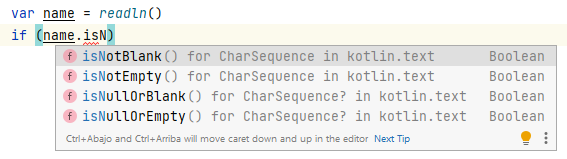 var name = readln()
if (name.isN)
f isNotBlank() for CharSequence in kotlin.text Boolean
f isNotEmpty() for CharSequence in kotlin.text Boolean
f isNullOrBlank() for CharSequence? in kotlin.text Boolean
f isNullOrEmpty() for CharSequence? in kotlin.text Boolean
Ctrl+Abajo and Ctrl+Arriba will move caret down and up in the editor Next Tip